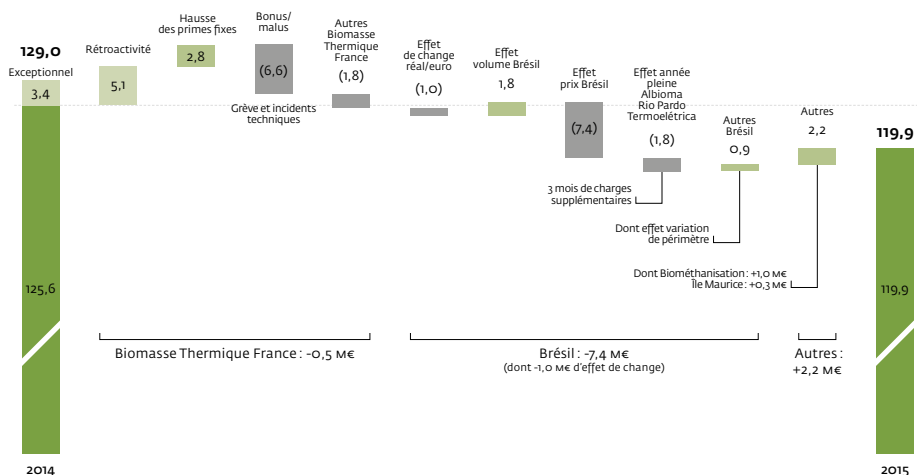 129,0
Exceptionnel
3,4
125,6
2014
Rétroactivité
5,1
Hausse
des primes fixes
2,8
Bonus/
malus
(6,6)
Grève et incidents
techniques
Autres
Biomasse
Thermique
France
(1,8)
Effet
de change
réal/euro
(1,0)
Effet
volume Brésil
1,8
Effet
prix Brésil
(7,4)
Effet année
pleine
Albioma
Rio Pardo
Termoelétrica
(1,8)
3 mois de charges
supplémentaires
Autres
Brésil
0,9
Dont effet variation
de périmètre
Autres
2,2
Dont Biométhanisation : +1,0 M€
Île Maurice : +0,3 M€
119,9
119,9
2015
Biomasse Thermique France : -0,5 M€
Brésil : -7,4 M€
(dont -1,0 M€ d'effet de change)
Autres :
+2,2 M€